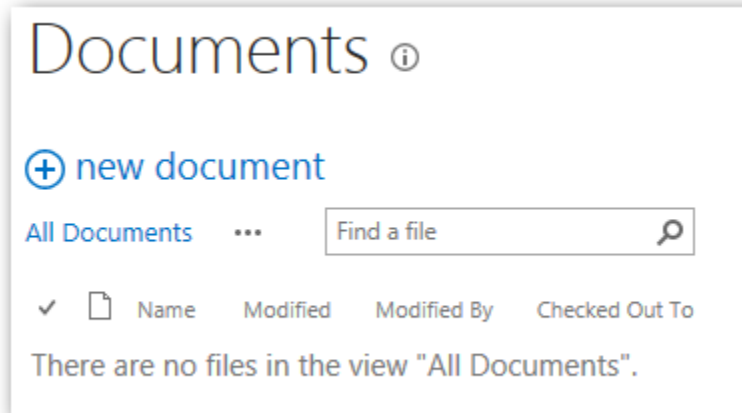 Documents
new document
All Documents ... Find a file
Name Modified Modified By Checked Out To
There are no files in the view "All Documents".